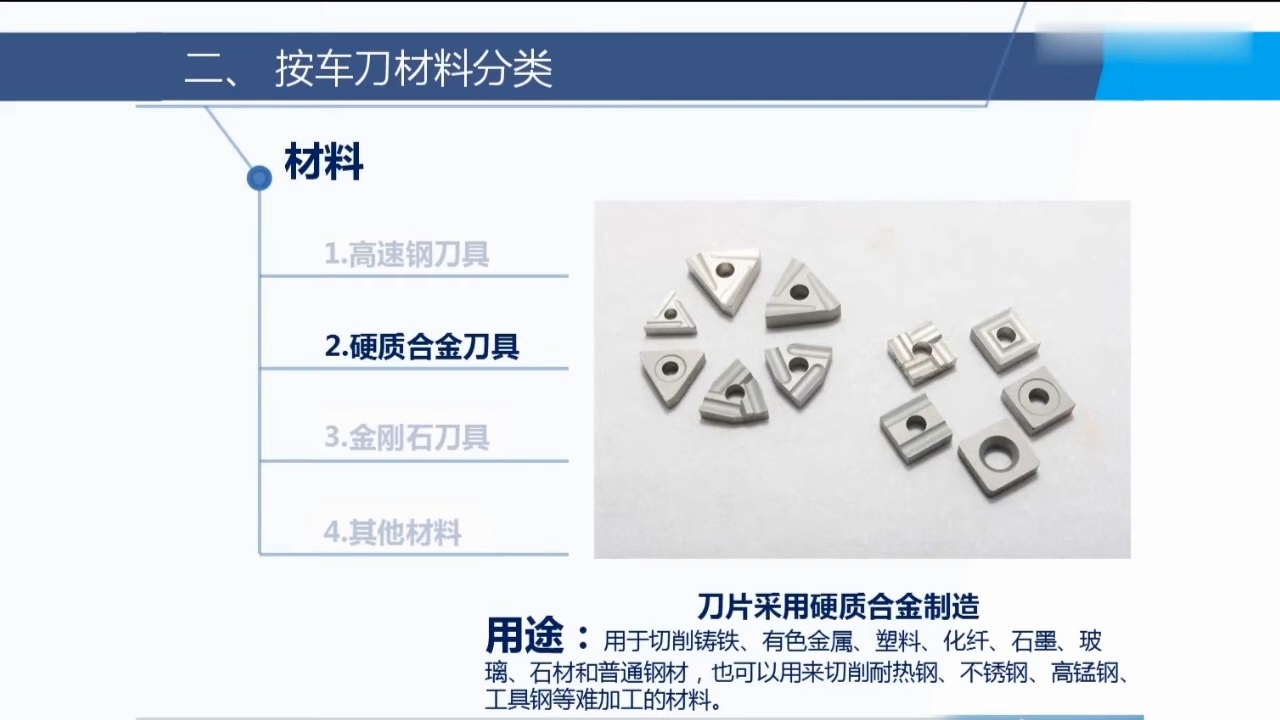 二、 按车刀材料分类
材料
1.高速钢刀具
2.硬质合金刀具
3.金刚石刀具
4.其他材料
刀片采用硬质合金制造
用途：用于切削铸铁、有色金属、塑料、化纤、石墨、玻
璃、石材和普通钢材，也可以用来切削耐热钢、不锈钢、高锰钢、
工具钢等难加工的材料。